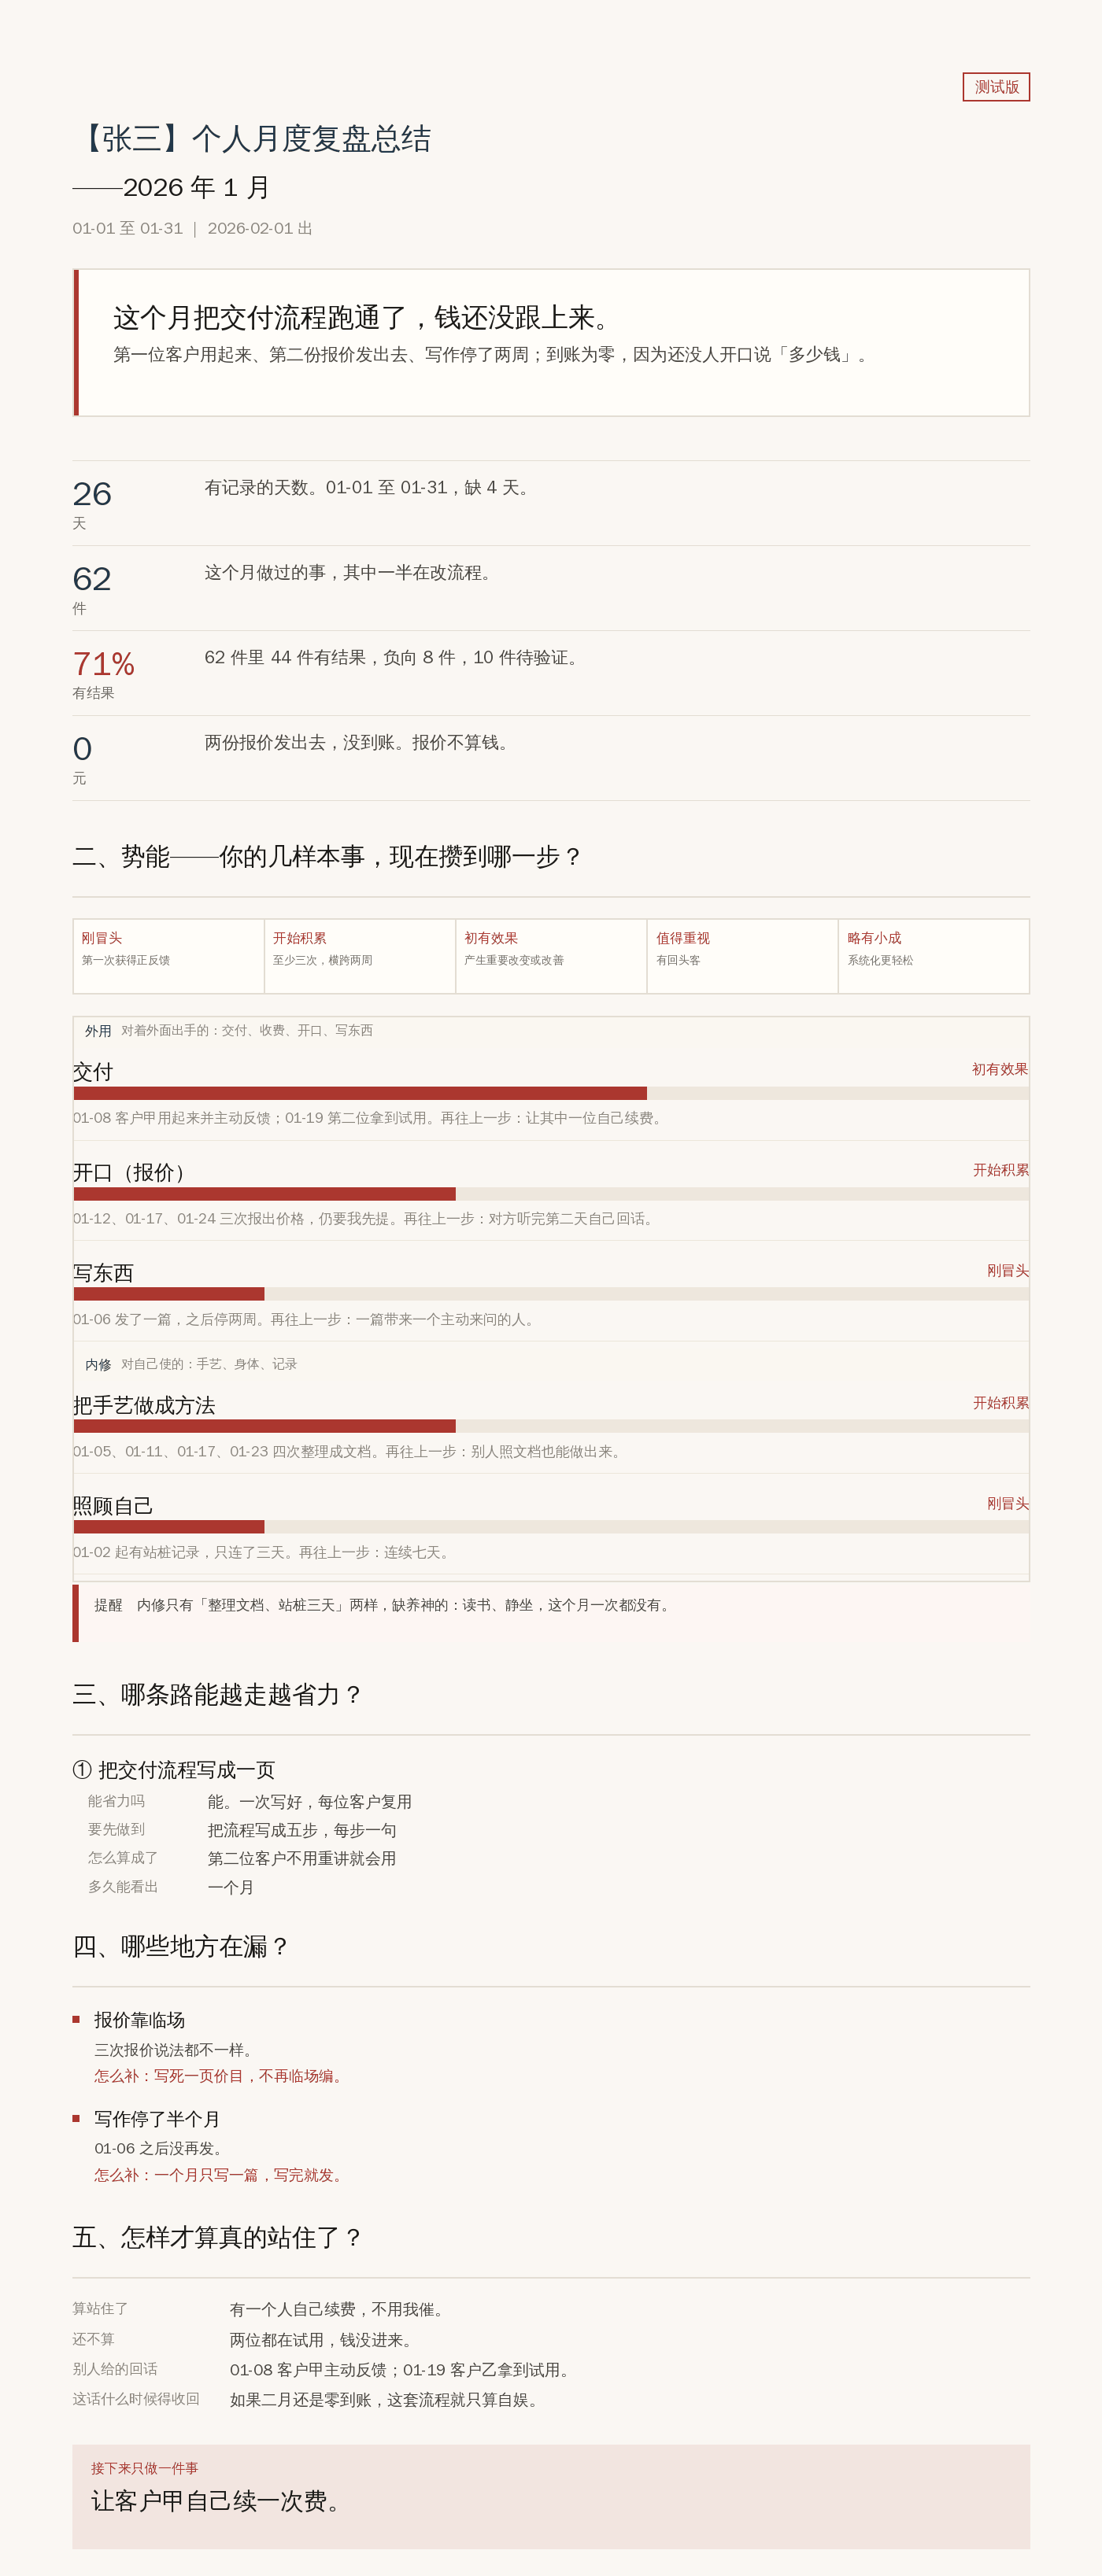 测试版
【张三】个人月度复盘总结
——2026 年 1 月
01-01 至 01-31 ｜ 2026-02-01 出
这个月把交付流程跑通了，钱还没跟上来。
第一位客户用起来、第二份报价发出去、写作停了两周；到账为零，因为还没人开口说「多少钱」。
26 有记录的天数。01-01 至 01-31，缺 4 天。
天
62 这个月做过的事，其中一半在改流程。
件
71% 62 件里 44 件有结果，负向 8 件，10 件待验证。
有结果
0 两份报价发出去，没到账。报价不算钱。
元
二、势能——你的几样本事，现在攒到哪一步？
刚冒头 开始积累 初有效果 值得重视 略有小成
第一次获得正反馈 至少三次，横跨两周 产生重要改变或改善 有回头客 系统化更轻松
外用 对着外面出手的：交付、收费、开口、写东西
交付 初有效果
01-08 客户甲用起来并主动反馈；01-19 第二位拿到试用。再往上一步：让其中一位自己续费。
开口（报价） 开始积累
01-12、01-17、01-24 三次报出价格，仍要我先提。再往上一步：对方听完第二天自己回话。
写东西 刚冒头
01-06 发了一篇，之后停两周。再往上一步：一篇带来一个主动来问的人。
内修 对自己使的：手艺、身体、记录
把手艺做成方法 开始积累
01-05、01-11、01-17、01-23 四次整理成文档。再往上一步：别人照文档也能做出来。
照顾自己 刚冒头
01-02 起有站桩记录，只连了三天。再往上一步：连续七天。
提醒 内修只有「整理文档、站桩三天」两样，缺养神的：读书、静坐，这个月一次都没有。
三、哪条路能越走越省力？
① 把交付流程写成一页
能省力吗 能。一次写好，每位客户复用
要先做到 把流程写成五步，每步一句
怎么算成了 第二位客户不用重讲就会用
多久能看出 一个月
四、哪些地方在漏？
报价靠临场
三次报价说法都不一样。
怎么补：写死一页价目，不再临场编。
写作停了半个月
01-06 之后没再发。
怎么补：一个月只写一篇，写完就发。
五、怎样才算真的站住了？
算站住了 有一个人自己续费，不用我催。
还不算 两位都在试用，钱没进来。
别人给的回话 01-08 客户甲主动反馈；01-19 客户乙拿到试用。
这话什么时候得收回 如果二月还是零到账，这套流程就只算自娱。
接下来只做一件事
让客户甲自己续一次费。